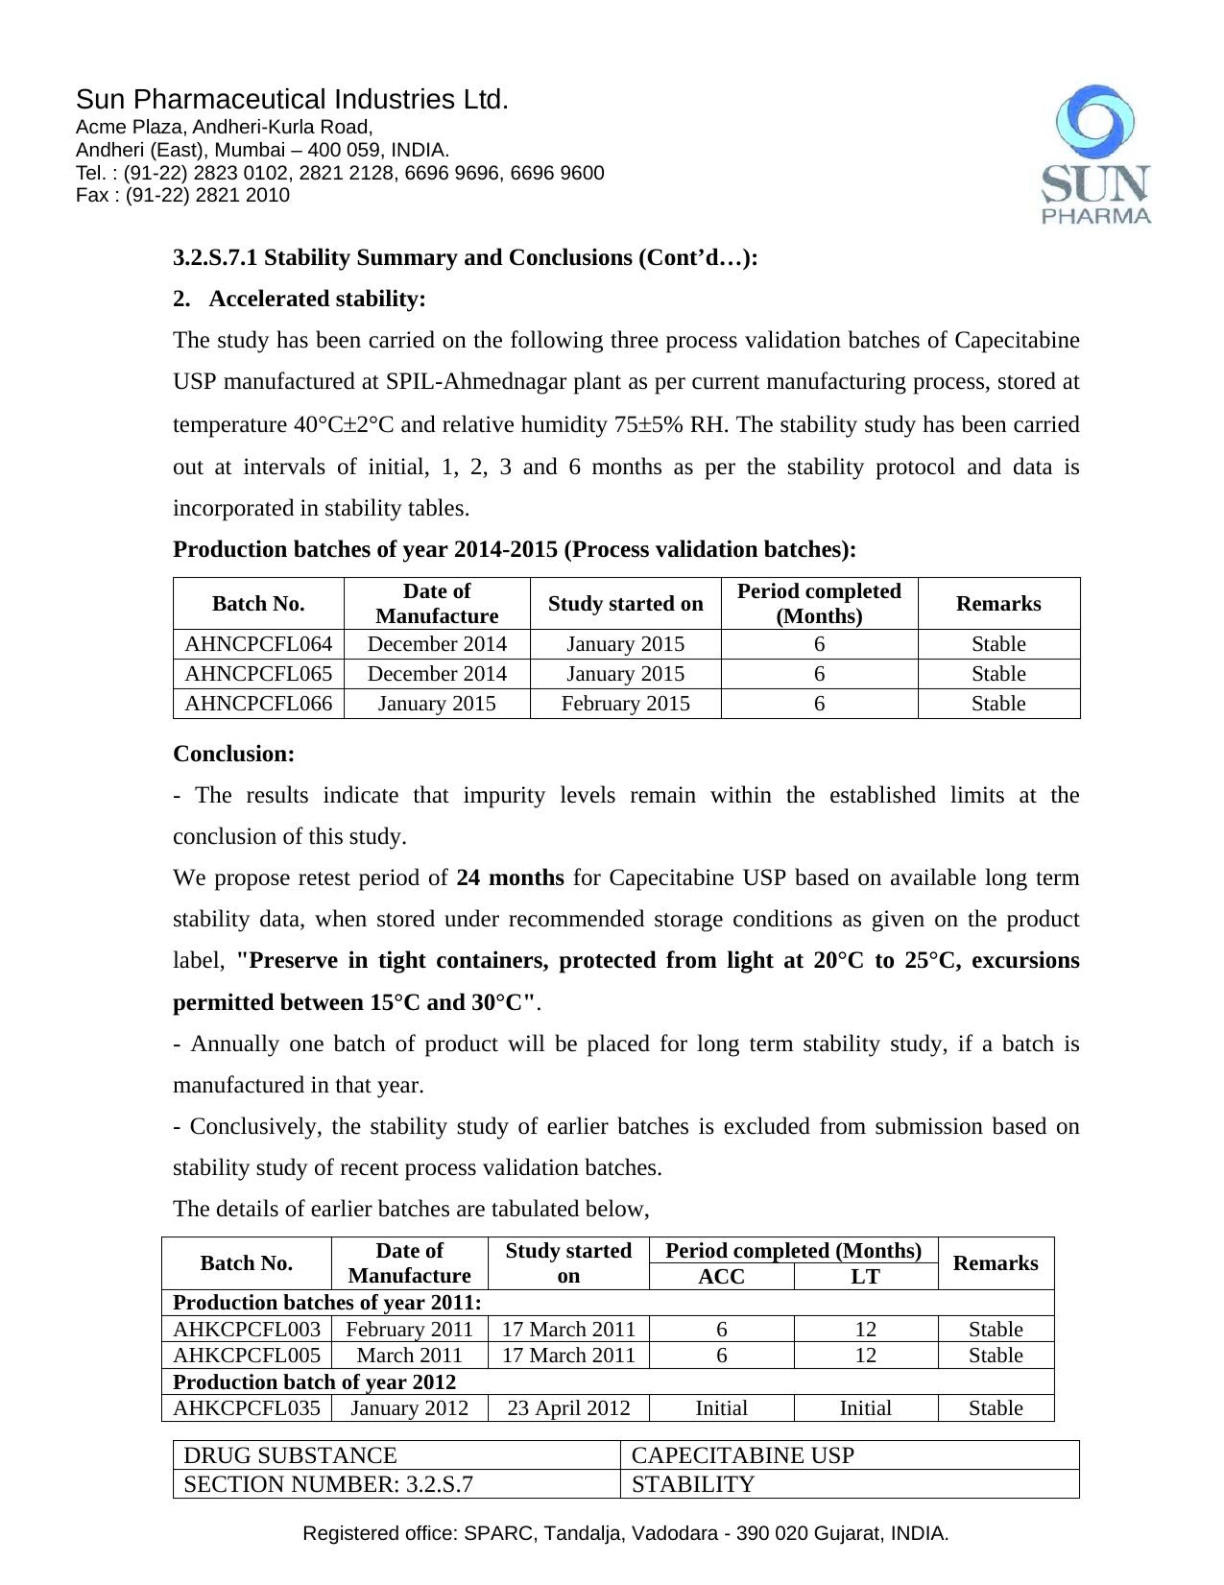 Sun Pharmaceutical Industries Ltd.
Acme Plaza, Andheri-Kurla Road,
Andheri (East), Mumbai – 400 059, INDIA.
Tel. : (91-22) 2823 0102, 2821 2128, 6696 9696, 6696 9600
Fax : (91-22) 2821 2010
SUN
PHARMA
3.2.S.7.1 Stability Summary and Conclusions (Cont’d…):
2. Accelerated stability:
The study has been carried on the following three process validation batches of Capecitabine
USP manufactured at SPIL-Ahmednagar plant as per current manufacturing process, stored at
temperature 40°C±2°C and relative humidity 75±5% RH. The stability study has been carried
out at intervals of initial, 1, 2, 3 and 6 months as per the stability protocol and data is
incorporated in stability tables.
Production batches of year 2014-2015 (Process validation batches):
Batch No. Date of Manufacture Study started on Period completed (Months) Remarks
AHNCPCFL064 December 2014 January 2015 6 Stable
AHNCPCFL065 December 2014 January 2015 6 Stable
AHNCPCFL066 January 2015 February 2015 6 Stable
Conclusion:
- The results indicate that impurity levels remain within the established limits at the
conclusion of this study.
We propose retest period of 24 months for Capecitabine USP based on available long term
stability data, when stored under recommended storage conditions as given on the product
label, "Preserve in tight containers, protected from light at 20°C to 25°C, excursions
permitted between 15°C and 30°C".
- Annually one batch of product will be placed for long term stability study, if a batch is
manufactured in that year.
- Conclusively, the stability study of earlier batches is excluded from submission based on
stability study of recent process validation batches.
The details of earlier batches are tabulated below,
Batch No. Date of Manufacture Study started on Period completed (Months) Remarks
ACC LT
Production batches of year 2011:
AHKCPCFL003 February 2011 17 March 2011 6 12 Stable
AHKCPCFL005 March 2011 17 March 2011 6 12 Stable
Production batch of year 2012
AHKCPCFL035 January 2012 23 April 2012 Initial Initial Stable
DRUG SUBSTANCE CAPECITABINE USP
SECTION NUMBER: 3.2.S.7 STABILITY
Registered office: SPARC, Tandalja, Vadodara - 390 020 Gujarat, INDIA.